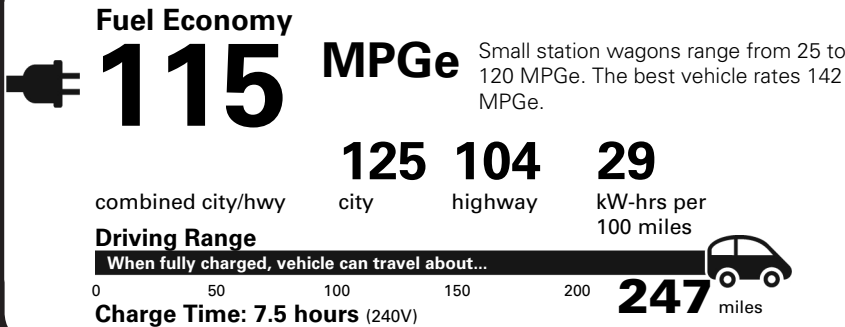 Fuel Economy
115
MPGe
Small station wagons range from 25 to
120 MPGe. The best vehicle rates 142
MPGe.
125 104 29
combined city/hwy city highway kW-hrs per
100 miles
Driving Range
When fully charged, vehicle can travel about...
0 50 100 150 200 247 miles
Charge Time: 7.5 hours (240V)